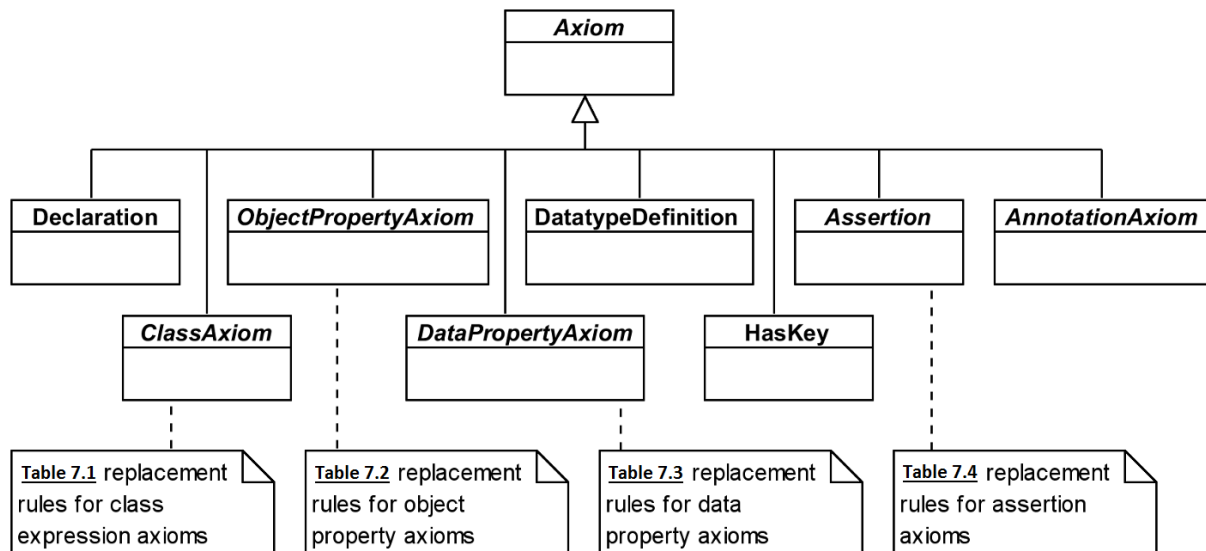 Axiom
Declaration
ObjectPropertyAxiom
DatatypeDefinition
Assertion
AnnotationAxiom
ClassAxiom
DataPropertyAxiom
HasKey
Table 7.1 replacement
rules for class
expression axioms
Table 7.2 replacement
rules for object
property axioms
Table 7.3 replacement
rules for data
property axioms
Table 7.4 replacement
rules for assertion
axioms